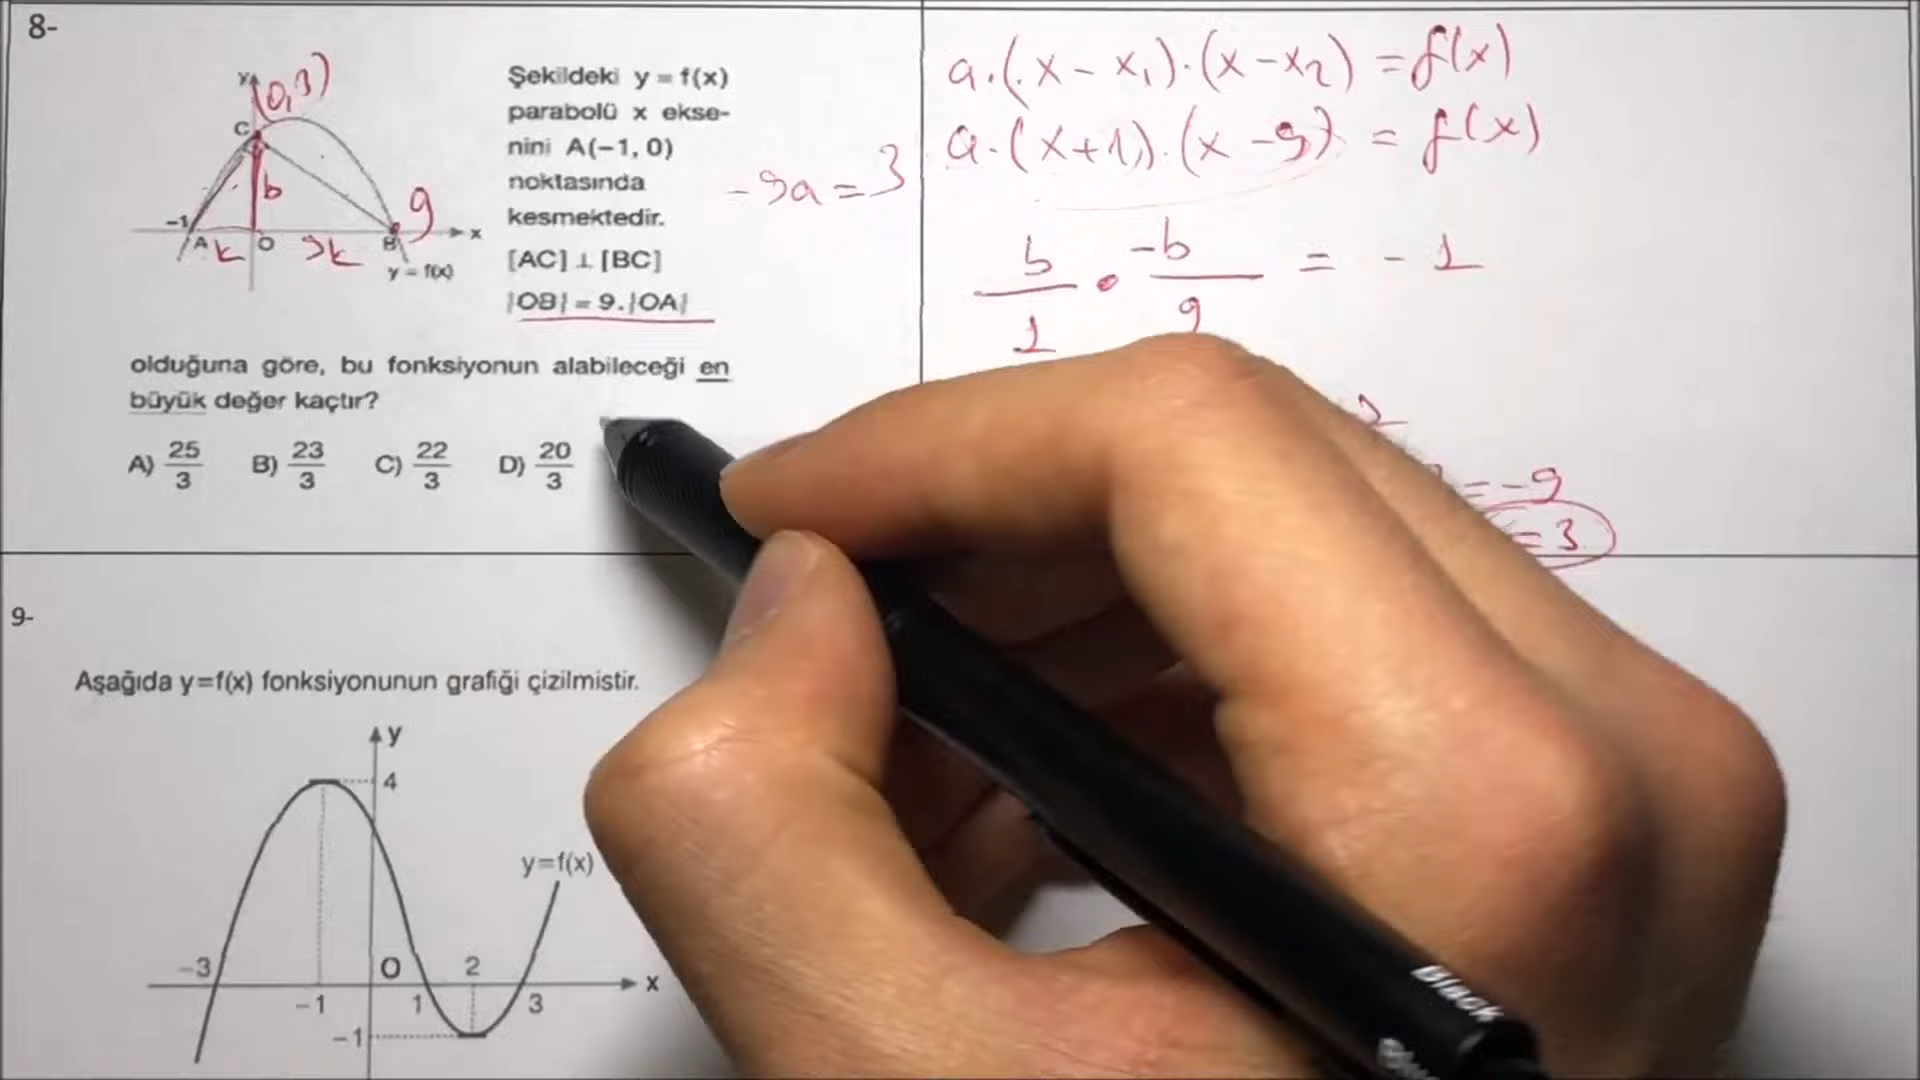 8-
y
(0,3)
C
b
-1
A
k
O
9k
B
9
x
y = f(x)
Şekildeki y = f(x)
parabolü x ekse-
nini A(-1, 0)
noktasında
kesmektedir.
[AC] ⊥ [BC]
|OB| = 9.|OA|
olduğuna göre, bu fonksiyonun alabileceği en
büyük değer kaçtır?
A) 25/3 B) 23/3 C) 22/3 D) 20/3
-9a = 3
a.(x - x₁).(x - x₂) = f(x)
a.(x+1).(x - 9) = f(x)
b/1 . -b/9 = - 1
= -9
= 3
9-
Aşağıda y=f(x) fonksiyonunun grafiği çizilmistir.
y
4
y=f(x)
-3
O
2
x
-1
1
3
-1
Black